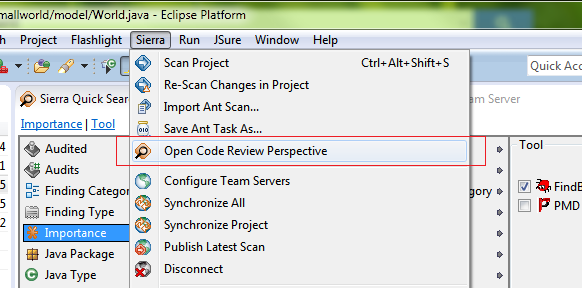 mallworld/model/World.java - Eclipse Platform
h Project Flashlight Sierra Run JSure Window Help
Quick Acce
Scan Project Ctrl+Alt+Shift+S
Re-Scan Changes in Project
Import Ant Scan...
Save Ant Task As...
Open Code Review Perspective
Configure Team Servers
Synchronize All
Synchronize Project
Publish Latest Scan
Disconnect
Sierra Quick Sear
am Server
Importance | Tool
Audited
Audits
Finding Catego
Finding Type
Importance
Java Package
Java Type
egory
Tool
FindB
PMD